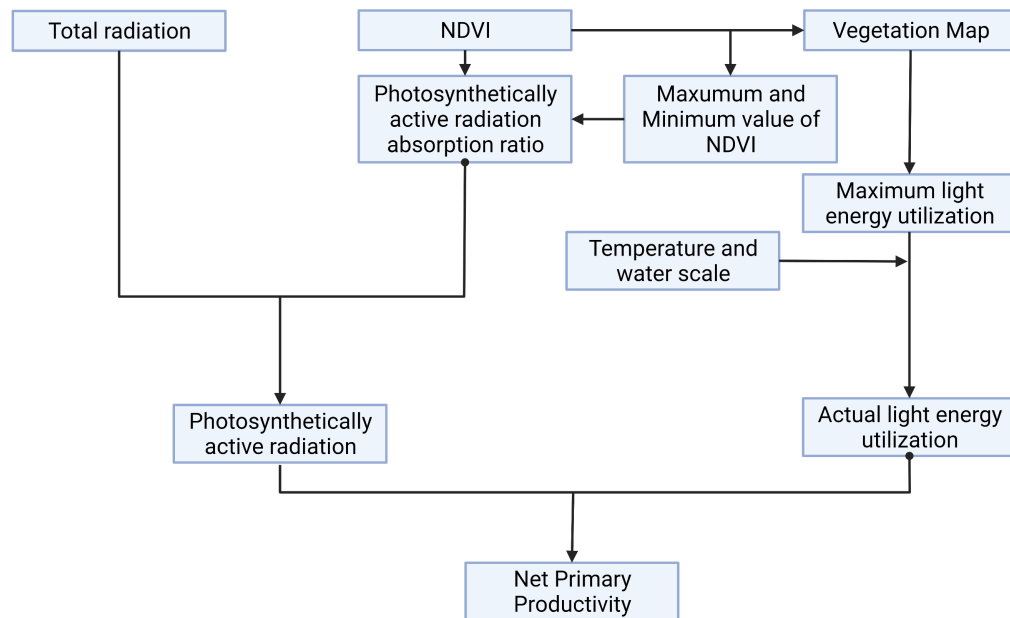 Total radiation
NDVI
Vegetation Map
Photosynthetically
active radiation
absorption ratio
Maxumum and
Minimum value of
NDVI
Maximum light
energy utilization
Temperature and
water scale
Photosynthetically
active radiation
Actual light energy
utilization
Net Primary
Productivity